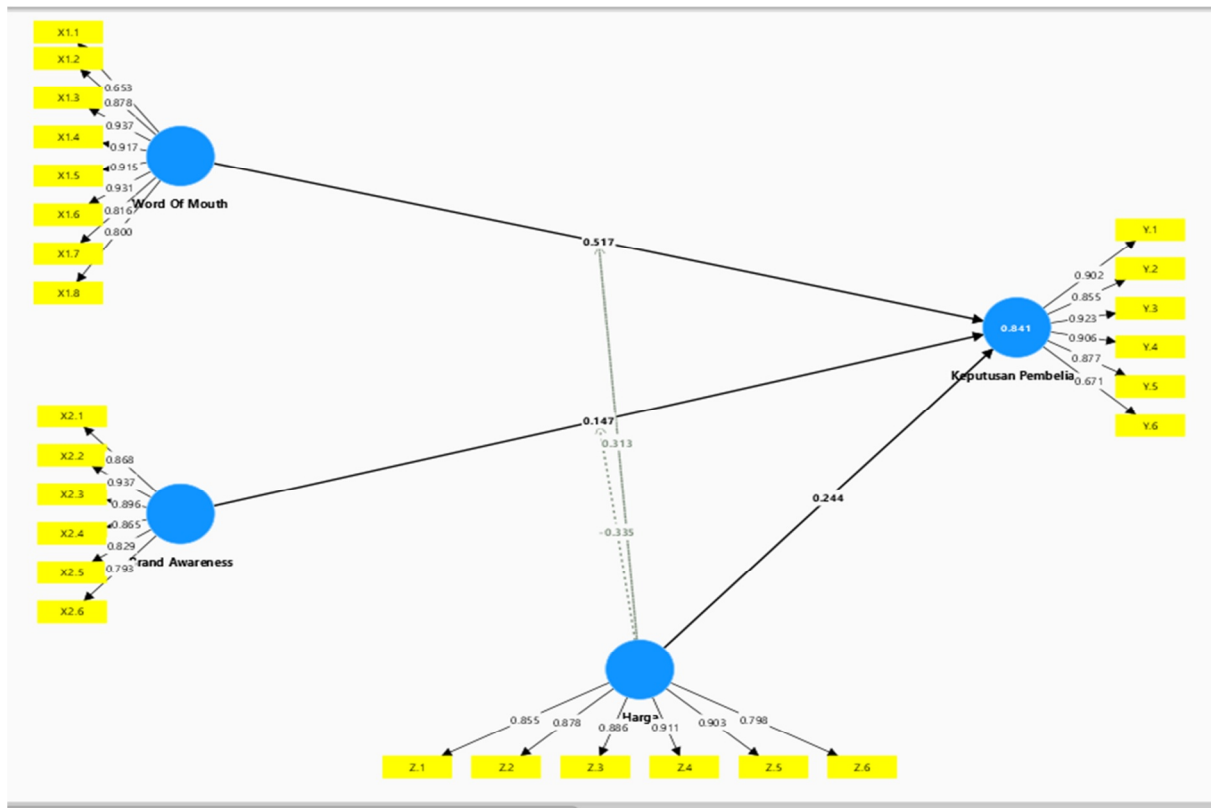 X1.1
X1.2
X1.3
X1.4
X1.5
X1.6
X1.7
X1.8
0.653
0.878
0.937
0.917
0.915
0.931
0.816
0.800
Word Of Mouth
0.517
Y.1
Y.2
Y.3
Y.4
Y.5
Y.6
0.902
0.855
0.923
0.906
0.877
0.671
0.841
Keputusan Pembelia
X2.1
X2.2
X2.3
X2.4
X2.5
X2.6
0.868
0.937
0.896
0.865
0.829
0.793
Brand Awareness
0.147
0.313
-0.335
0.244
Harga
0.855
0.878
0.886
0.911
0.903
0.798
Z.1
Z.2
Z.3
Z.4
Z.5
Z.6